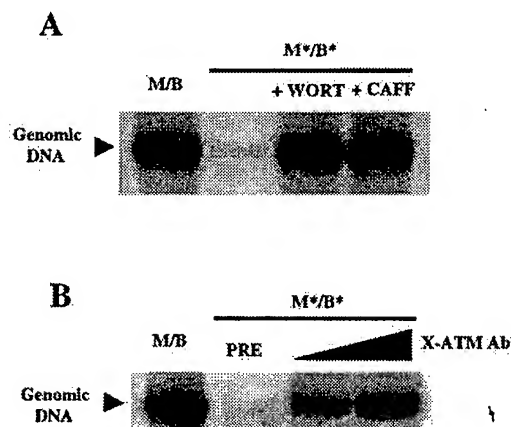 A
M*/B*
M/B
+ WORT + CAFF
Genomic
DNA
B
M*/B*
M/B
PRE
X-ATM Ab
Genomic
DNA